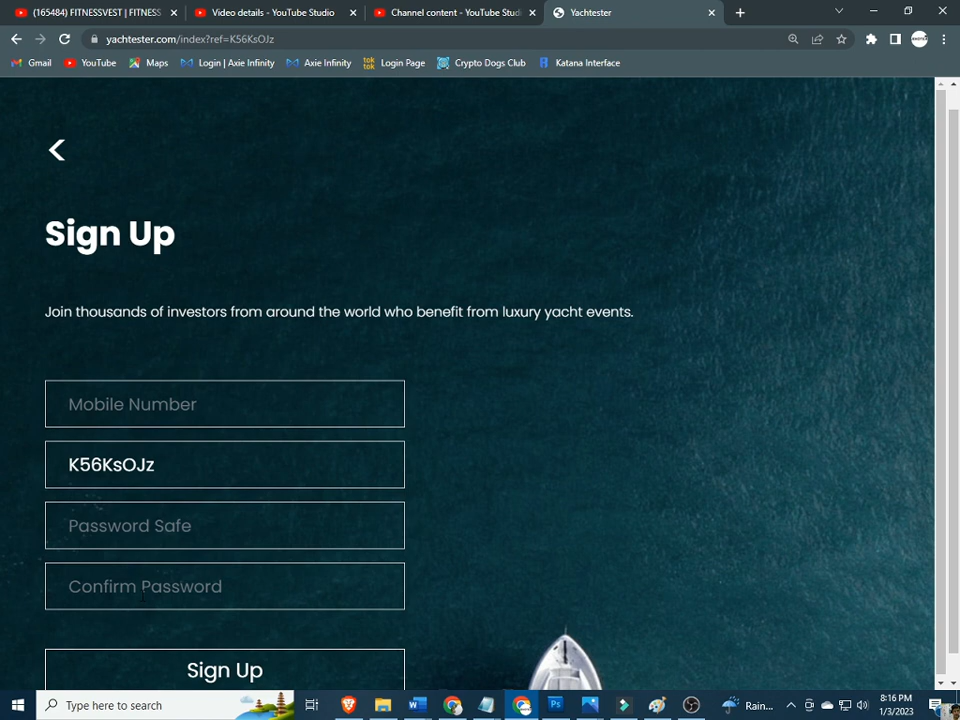 (165484) FITNESSVEST | FITNESS
Video details - YouTube Studio
Channel content - YouTube Stud
Yachtester
yachtester.com/index?ref=K56KsOJz
Gmail
YouTube
Maps
Login | Axie Infinity
Axie Infinity
tok
tok
Login Page
Crypto Dogs Club
Katana Interface
Sign Up
Join thousands of investors from around the world who benefit from luxury yacht events.
Mobile Number
K56KsOJz
Password Safe
Confirm Password
Sign Up
Type here to search
Rain...
8:16 PM
1/3/2023